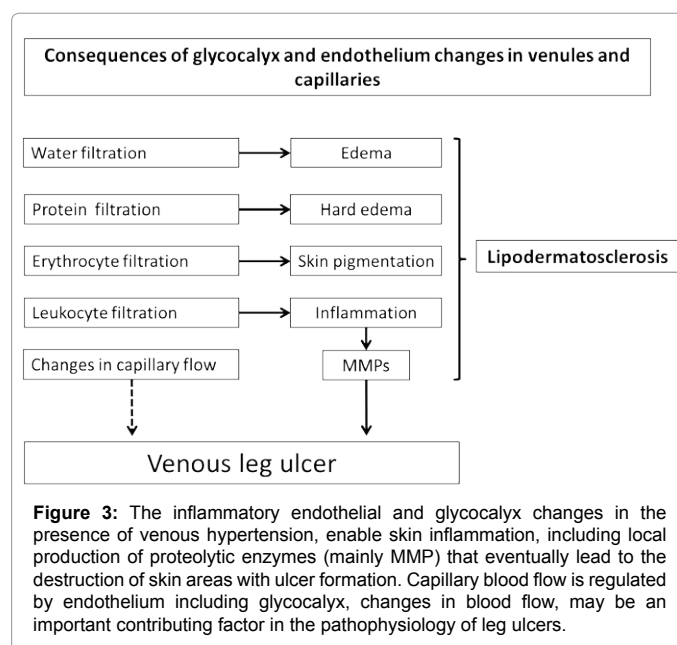 Consequences of glycocalyx and endothelium changes in venules and
capillaries
Water filtration
Edema
Protein filtration
Hard edema
Erythrocyte filtration
Skin pigmentation
Lipodermatosclerosis
Leukocyte filtration
Inflammation
Changes in capillary flow
MMPs
Venous leg ulcer
Figure 3: The inflammatory endothelial and glycocalyx changes in the
presence of venous hypertension, enable skin inflammation, including local
production of proteolytic enzymes (mainly MMP) that eventually lead to the
destruction of skin areas with ulcer formation. Capillary blood flow is regulated
by endothelium including glycocalyx, changes in blood flow, may be an
important contributing factor in the pathophysiology of leg ulcers.